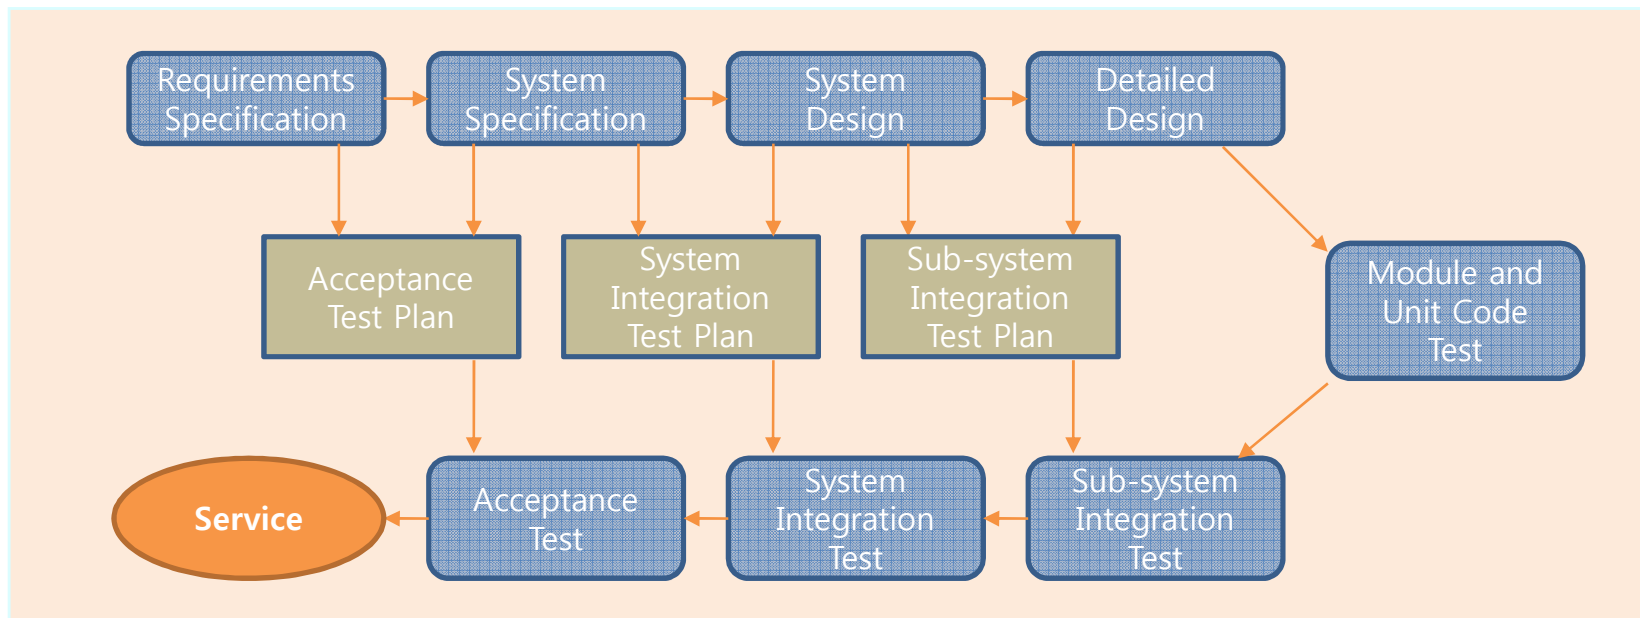 Requirements
Specification
System
Specification
System
Design
Detailed
Design
Acceptance
Test Plan
System
Integration
Test Plan
Sub-system
Integration
Test Plan
Module and
Unit Code
Test
Service
Acceptance
Test
System
Integration
Test
Sub-system
Integration
Test